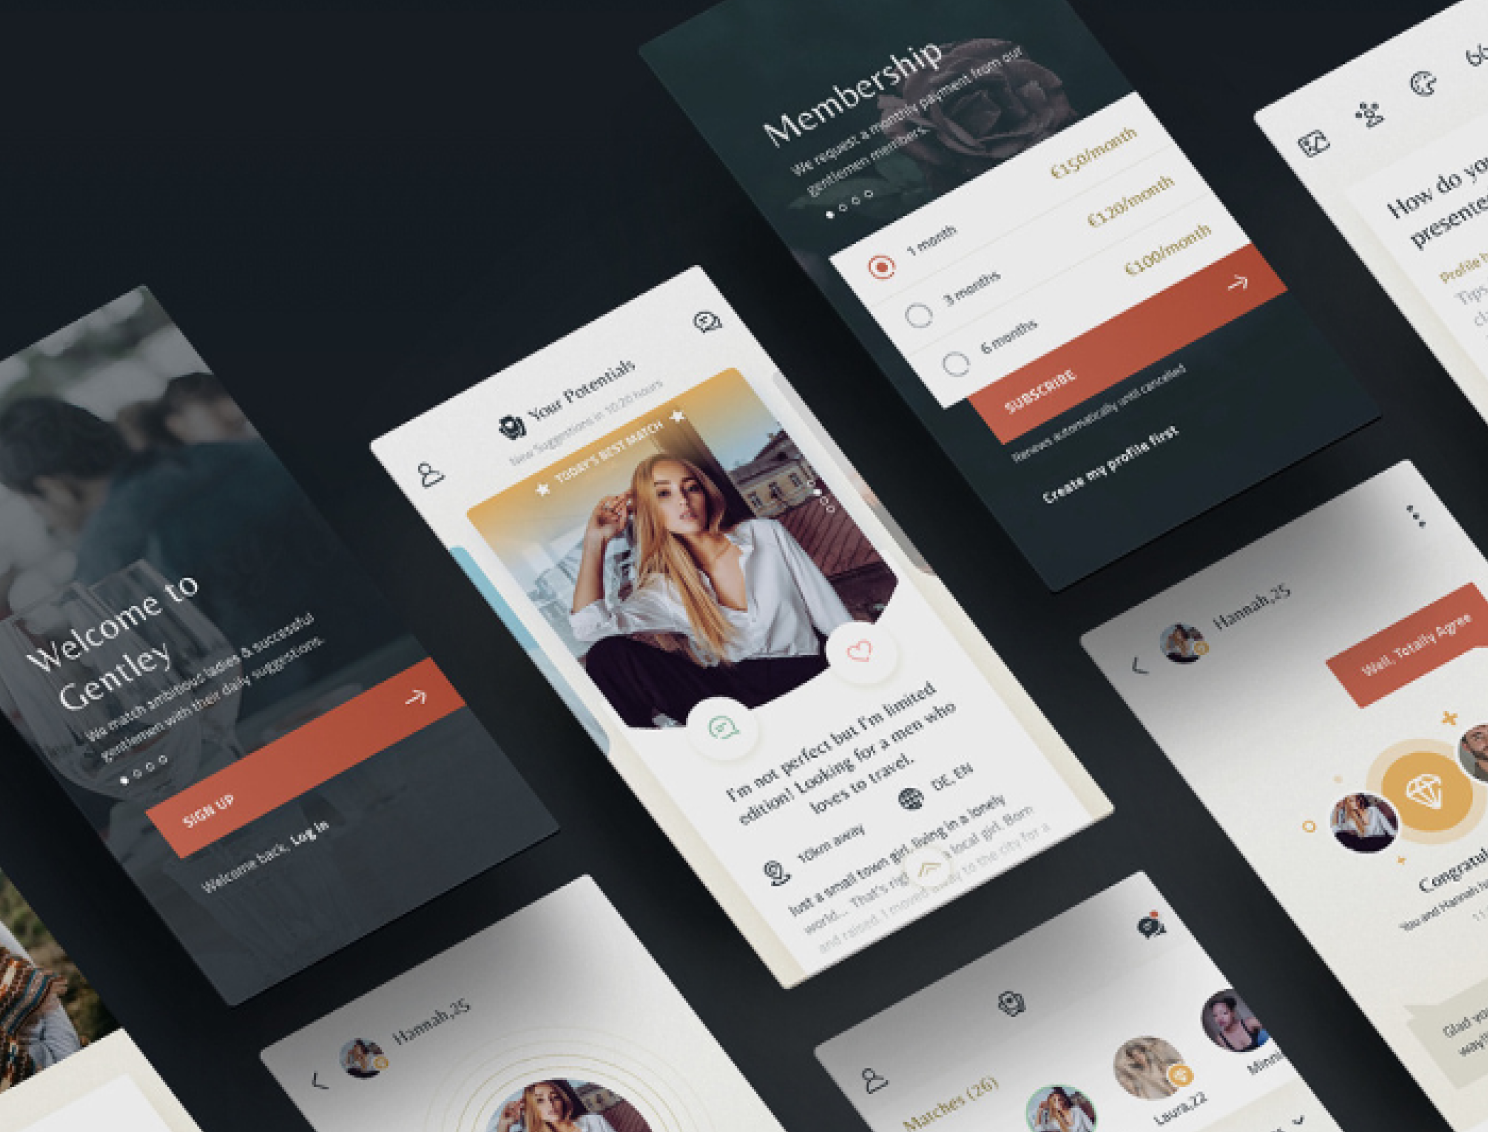 Welcome to
Gentley
We match ambitious ladies & successful
gentlemen with their daily suggestions.
SIGN UP
Welcome back, Log in
Your Potentials
New Suggestions in 10:20 hours
TODAY'S BEST MATCH
I'm not perfect but I'm limited
edition! Looking for a men who
loves to travel.
10km away
DE, EN
Just a small town girl, living in a lonely
world... That's a local girl. Born
and raised. I moved away to the city for a
Membership
We request a monthly payment from our
gentlemen members.
1 month €150/month
3 months €120/month
6 months €100/month
SUBSCRIBE
Renews automatically until cancelled
Create my profile first
How do you
presente
Profile h
Tips,
66
Hannah,25
Well, Totally Agree
Congratul
You and Hannah h
Glad you
way!
Hannah,25
Matches (26)
Laura,22
Minni